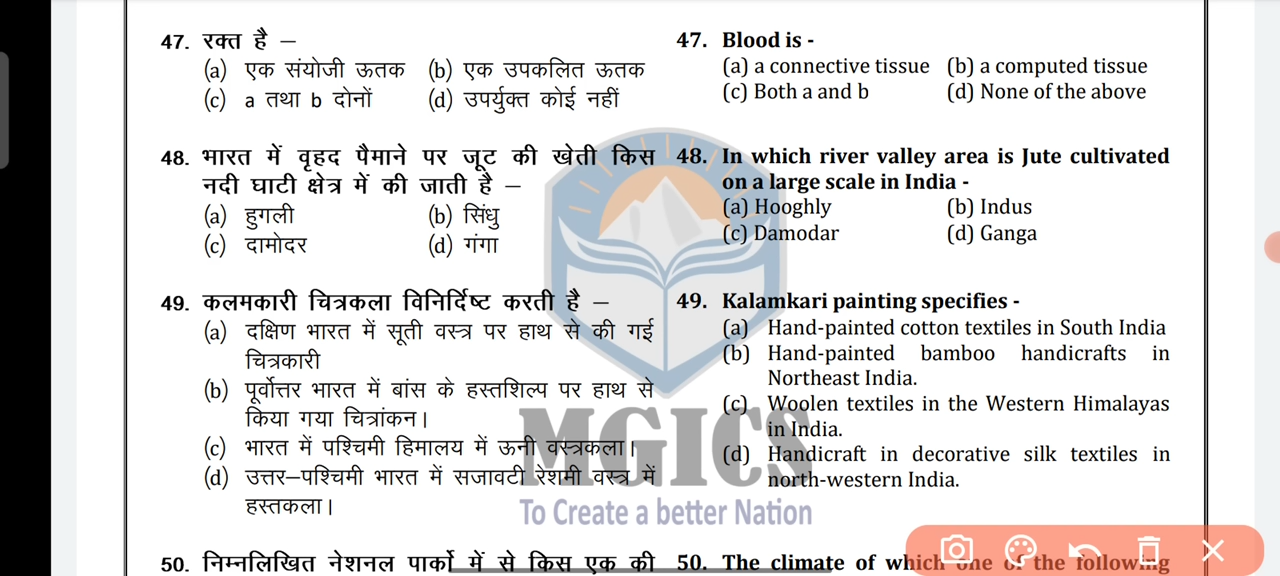 47. रक्त है –
(a) एक संयोजी ऊतक (b) एक उपकलित ऊतक
(c) a तथा b दोनों (d) उपर्युक्त कोई नहीं
48. भारत में वृहद पैमाने पर जूट की खेती किस
नदी घाटी क्षेत्र में की जाती है –
(a) हुगली (b) सिंधु
(c) दामोदर (d) गंगा
49. कलमकारी चित्रकला विनिर्दिष्ट करती है –
(a) दक्षिण भारत में सूती वस्त्र पर हाथ से की गई
चित्रकारी
(b) पूर्वोत्तर भारत में बांस के हस्तशिल्प पर हाथ से
किया गया चित्रांकन।
(c) भारत में पश्चिमी हिमालय में ऊनी वस्त्रकला।
(d) उत्तर–पश्चिमी भारत में सजावटी रेशमी वस्त्र में
हस्तकला।
50. निम्नलिखित नेशनल पार्को में से किस एक की
47. Blood is -
(a) a connective tissue (b) a computed tissue
(c) Both a and b (d) None of the above
48. In which river valley area is Jute cultivated
on a large scale in India -
(a) Hooghly (b) Indus
(c) Damodar (d) Ganga
49. Kalamkari painting specifies -
(a) Hand-painted cotton textiles in South India
(b) Hand-painted bamboo handicrafts in
Northeast India.
(c) Woolen textiles in the Western Himalayas
in India.
(d) Handicraft in decorative silk textiles in
north-western India.
50. The climate of which one of the following
MGICS
To Create a better Nation